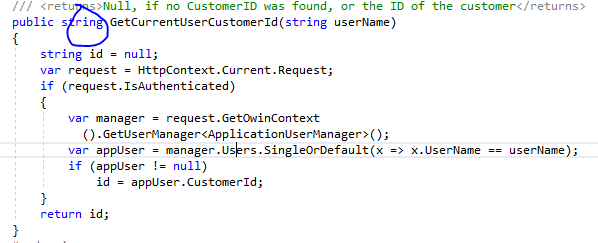 /// <returns>Null, if no CustomerID was found, or the ID of the customer</returns>
public string GetCurrentUserCustomerId(string userName)
{
string id = null;
var request = HttpContext.Current.Request;
if (request.IsAuthenticated)
{
var manager = request.GetOwinContext
().GetUserManager<ApplicationUserManager>();
var appUser = manager.Users.SingleOrDefault(x => x.UserName == userName);
if (appUser != null)
id = appUser.CustomerId;
}
return id;
}